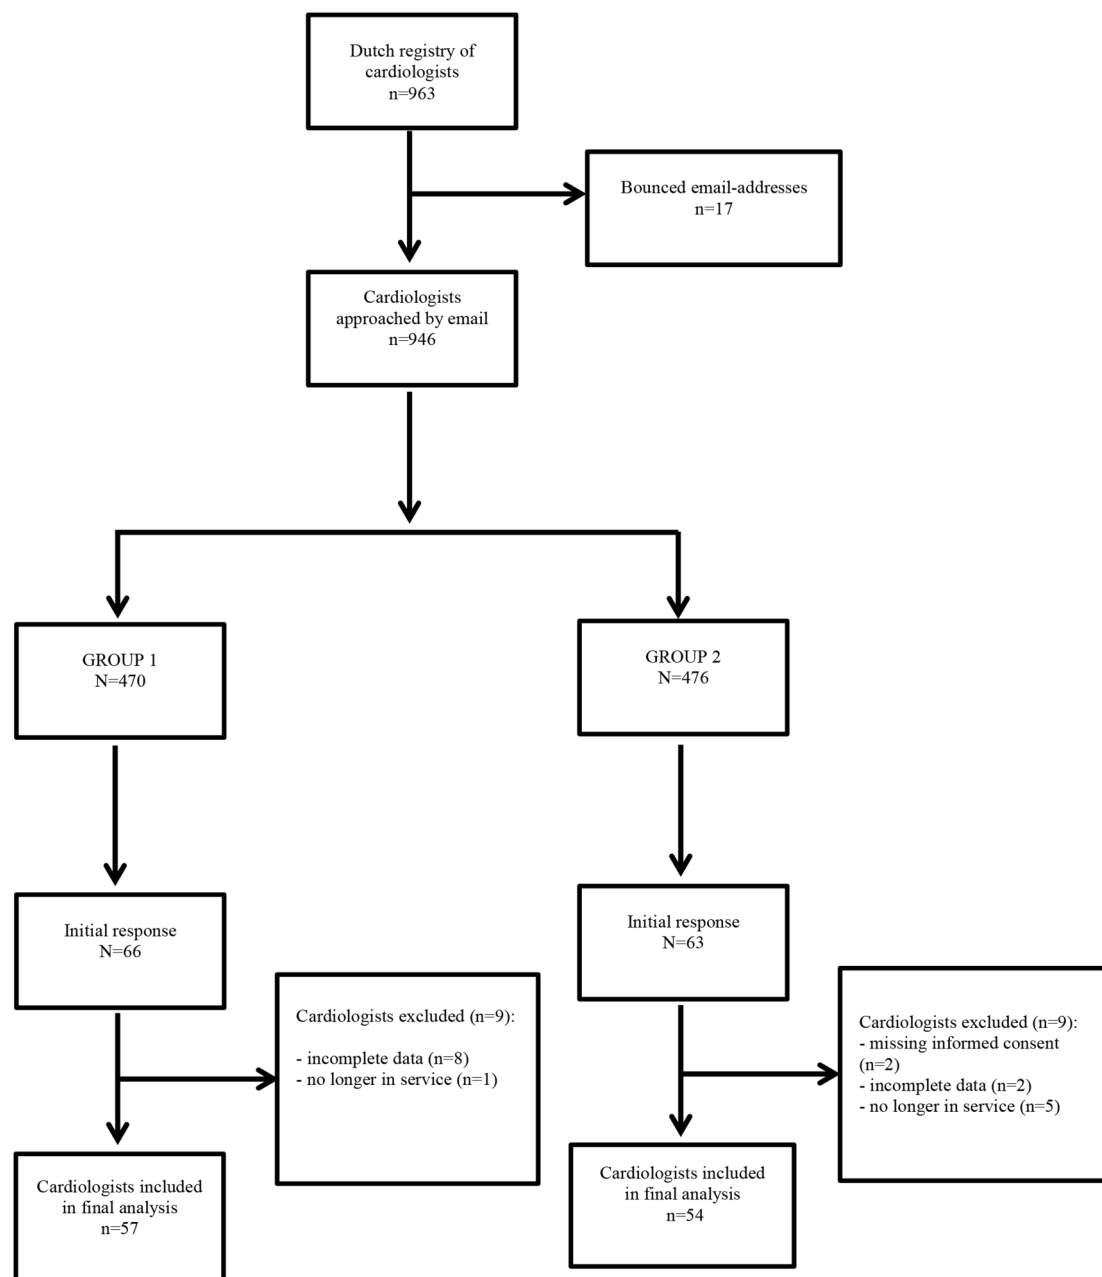 Dutch registry of
cardiologists
n=963
Bounced email-addresses
n=17
Cardiologists
approached by email
n=946
GROUP 1
N=470
GROUP 2
N=476
Initial response
N=66
Initial response
N=63
Cardiologists excluded (n=9):
- incomplete data (n=8)
- no longer in service (n=1)
Cardiologists excluded (n=9):
- missing informed consent
(n=2)
- incomplete data (n=2)
- no longer in service (n=5)
Cardiologists included
in final analysis
n=57
Cardiologists included
in final analysis
n=54